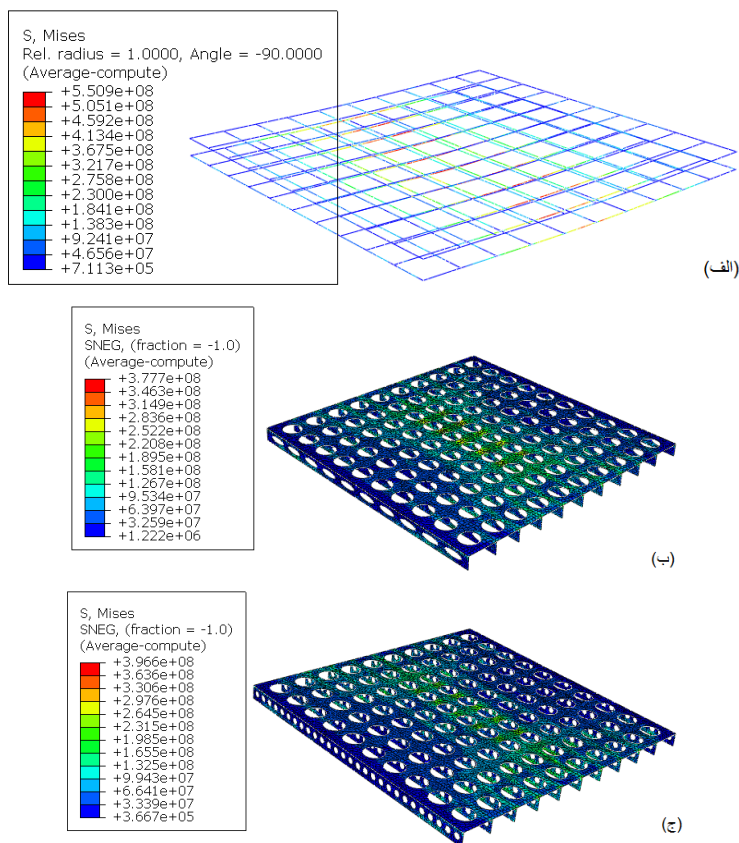 S, Mises
Rel. radius = 1.0000, Angle = -90.0000
(Average-compute)
+5.509e+08
+5.051e+08
+4.592e+08
+4.134e+08
+3.675e+08
+3.217e+08
+2.758e+08
+2.300e+08
+1.841e+08
+1.383e+08
+9.241e+07
+4.656e+07
+7.113e+05
(الف)
S, Mises
SNEG, (fraction = -1.0)
(Average-compute)
+3.777e+08
+3.463e+08
+3.149e+08
+2.836e+08
+2.522e+08
+2.208e+08
+1.895e+08
+1.581e+08
+1.267e+08
+9.534e+07
+6.397e+07
+3.259e+07
+1.222e+06
(ب)
S, Mises
SNEG, (fraction = -1.0)
(Average-compute)
+3.966e+08
+3.636e+08
+3.306e+08
+2.976e+08
+2.645e+08
+2.315e+08
+1.985e+08
+1.655e+08
+1.325e+08
+9.943e+07
+6.641e+07
+3.339e+07
+3.667e+05
(ج)